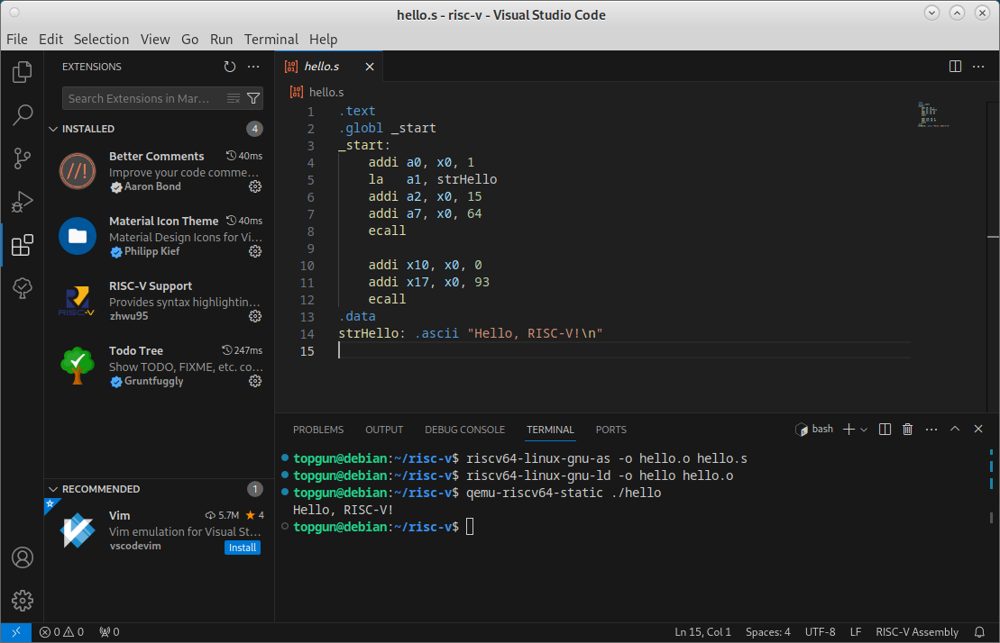 hello.s - risc-v - Visual Studio Code
File Edit Selection View Go Run Terminal Help
EXTENSIONS
Search Extensions in Mar…
INSTALLED 4
Better Comments 40ms
Improve your code comme…
Aaron Bond
Material Icon Theme 40ms
Material Design Icons for Vi…
Philipp Kief
RISC-V Support
Provides syntax highlightin…
zhwu95
RISC-V
Todo Tree 247ms
Show TODO, FIXME, etc. co…
Gruntfuggly
RECOMMENDED 1
Vim 5.7M 4
Vim emulation for Visual St…
vscodevim Install
hello.s
hello.s
1 .text
2 .globl _start
3 _start:
4 addi a0, x0, 1
5 la a1, strHello
6 addi a2, x0, 15
7 addi a7, x0, 64
8 ecall
9
10 addi x10, x0, 0
11 addi x17, x0, 93
12 ecall
13 .data
14 strHello: .ascii "Hello, RISC-V!\n"
15
PROBLEMS OUTPUT DEBUG CONSOLE TERMINAL PORTS bash
topgun@debian:~/risc-v$ riscv64-linux-gnu-as -o hello.o hello.s
topgun@debian:~/risc-v$ riscv64-linux-gnu-ld -o hello hello.o
topgun@debian:~/risc-v$ qemu-riscv64-static ./hello
Hello, RISC-V!
topgun@debian:~/risc-v$
0 0 0 Ln 15, Col 1 Spaces: 4 UTF-8 LF RISC-V Assembly